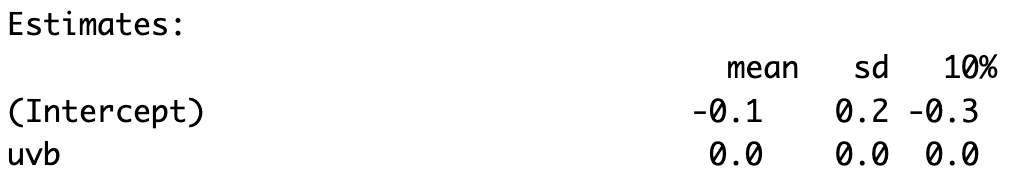 Estimates:
mean sd 10%
(Intercept) -0.1 0.2 -0.3
uvb 0.0 0.0 0.0